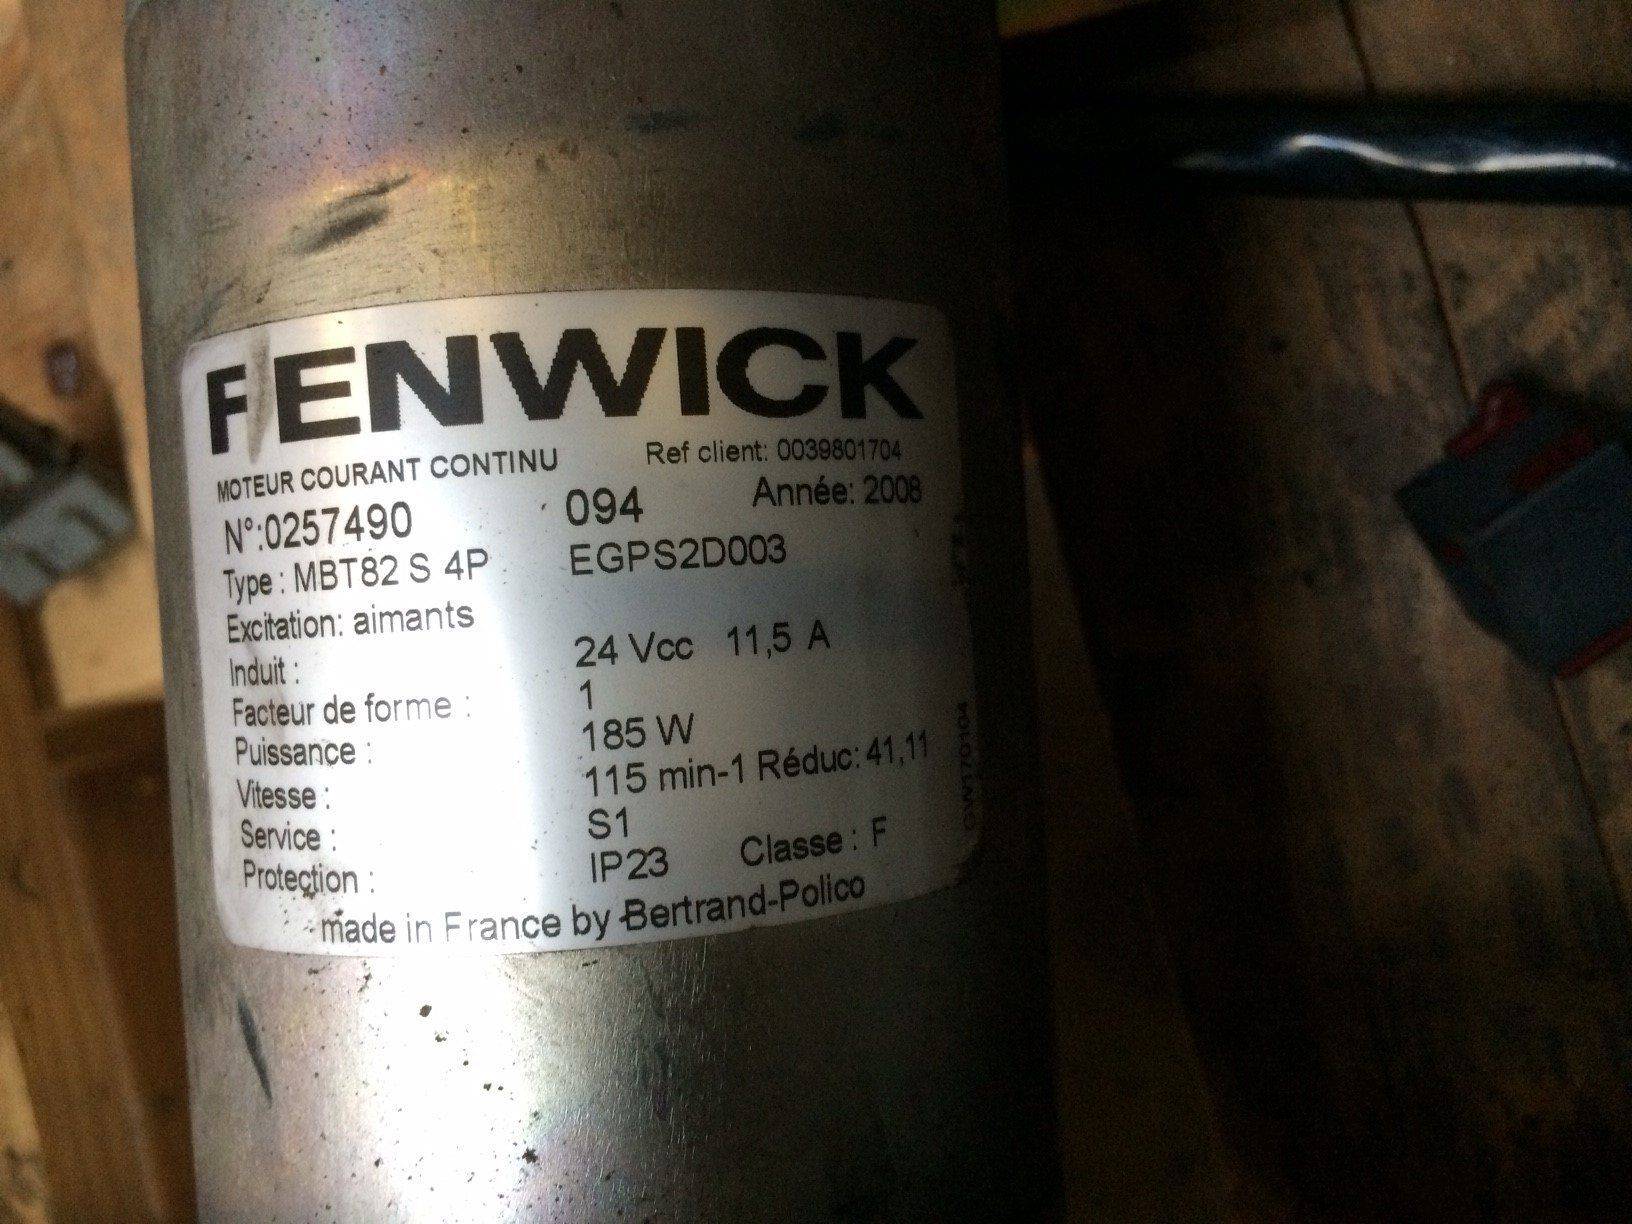 FENWICK
MOTEUR COURANT CONTINU Ref client: 0039801704
N°:0257490 094 Année: 2008
Type : MBT82 S 4P EGPS2D003
Excitation: aimants
Induit : 24 Vcc 11,5 A
Facteur de forme : 1
Puissance : 185 W
Vitesse : 115 min-1 Réduc: 41,11
Service : S1
Protection : IP23 Classe : F
made in France by Bertrand-Polico